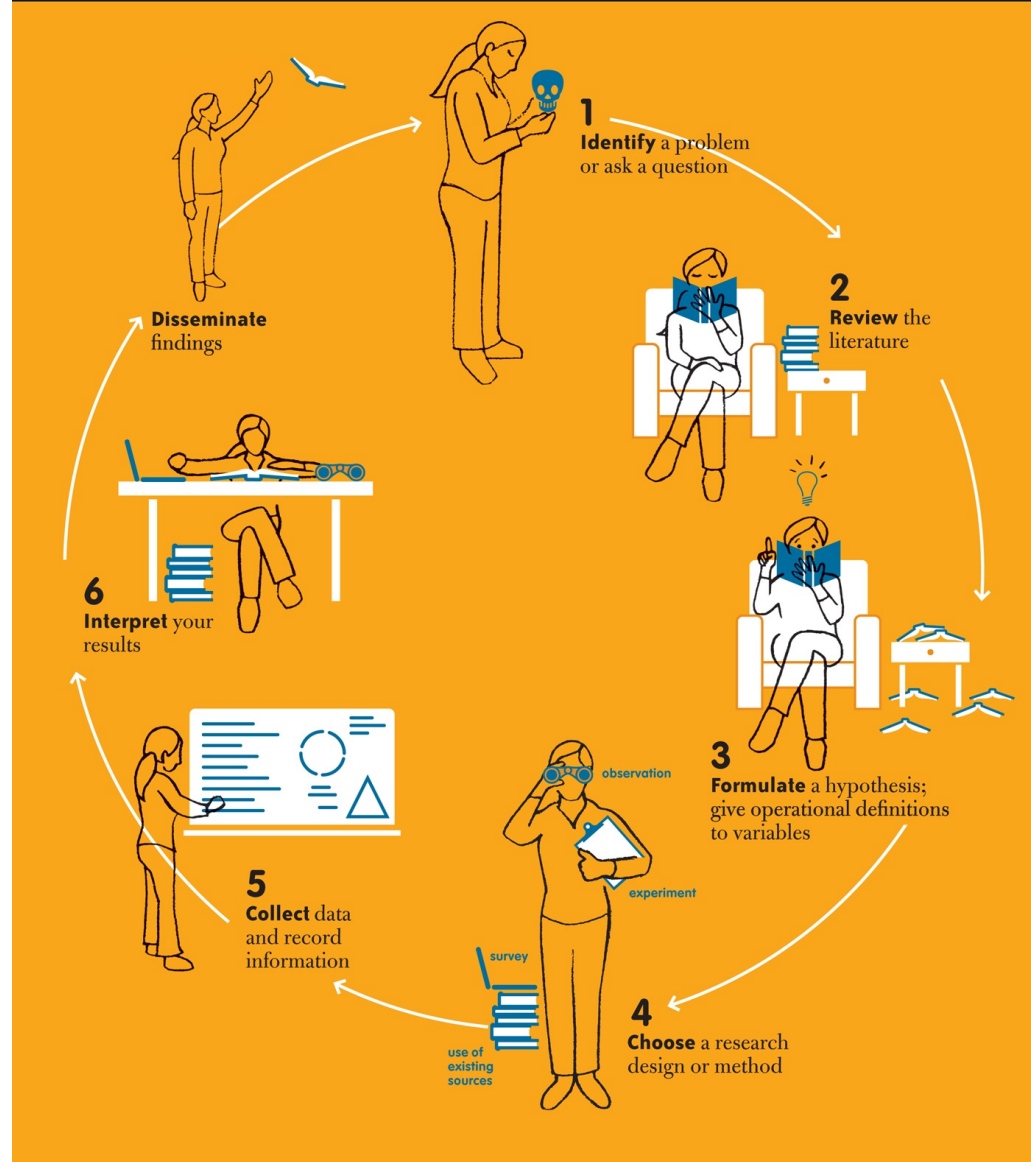 1
Identify a problem
or ask a question
2
Review the
literature
3
Formulate a hypothesis;
give operational definitions
to variables
observation
experiment
survey
use of
existing
sources
4
Choose a research
design or method
5
Collect data
and record
information
6
Interpret your
results
Disseminate
findings